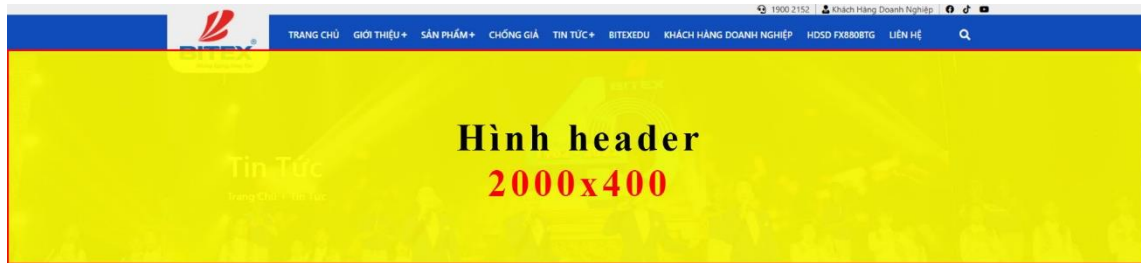 1900 2152 | Khách Hàng Doanh Nghiệp
BITEX
TRANG CHỦ GIỚI THIỆU + SẢN PHẨM + CHỐNG GIẢ TIN TỨC + BITEXEDU KHÁCH HÀNG DOANH NGHIỆP HDSD FX880BTG LIÊN HỆ
BITEX
Hình header
Tin Tức
2000x400
Trang Chủ • Tin Tức